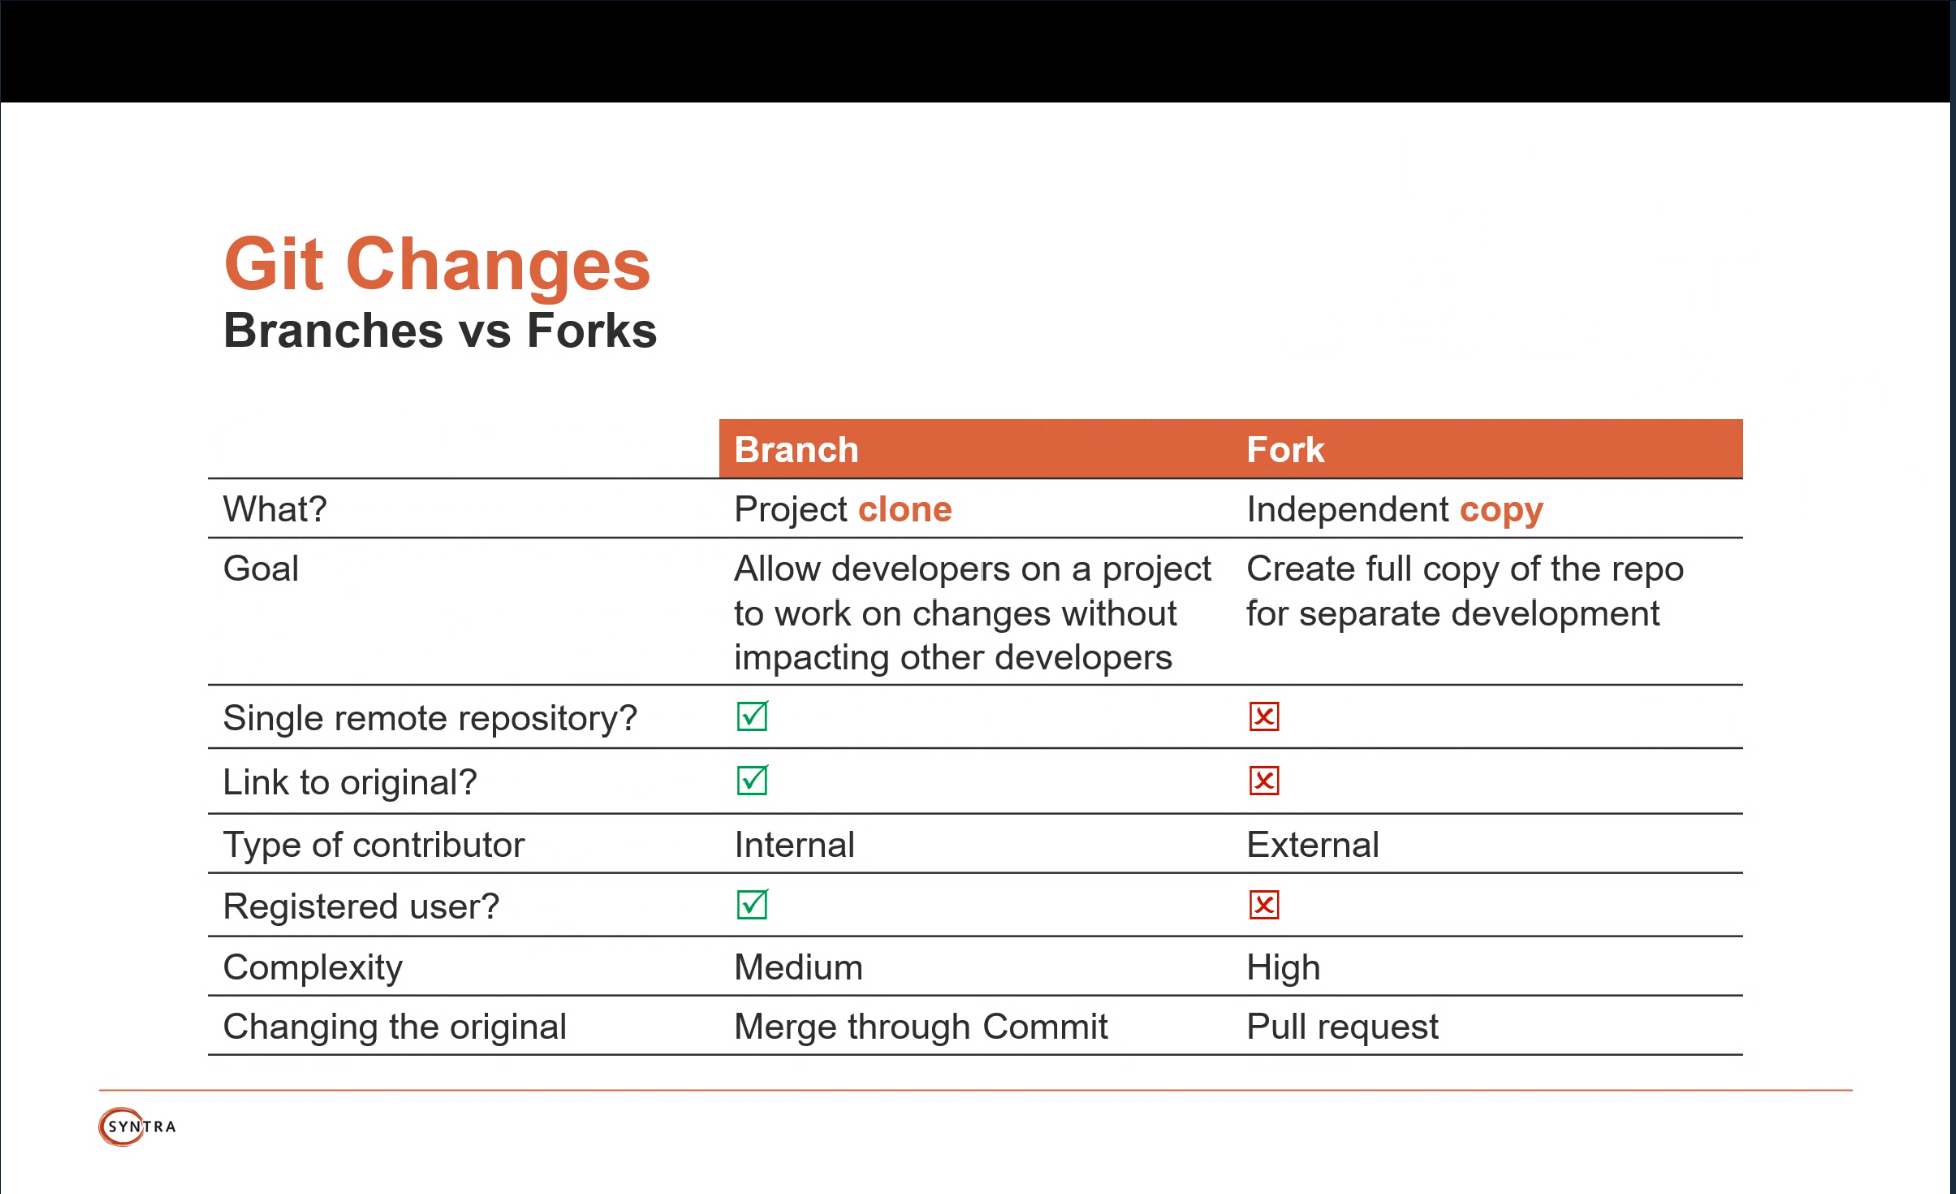 Git Changes
Branches vs Forks
Branch Fork
What? Project clone Independent copy
Goal Allow developers on a project Create full copy of the repo
to work on changes without for separate development
impacting other developers
Single remote repository? ☑ ☒
Link to original? ☑ ☒
Type of contributor Internal External
Registered user? ☑ ☒
Complexity Medium High
Changing the original Merge through Commit Pull request
SYNTRA